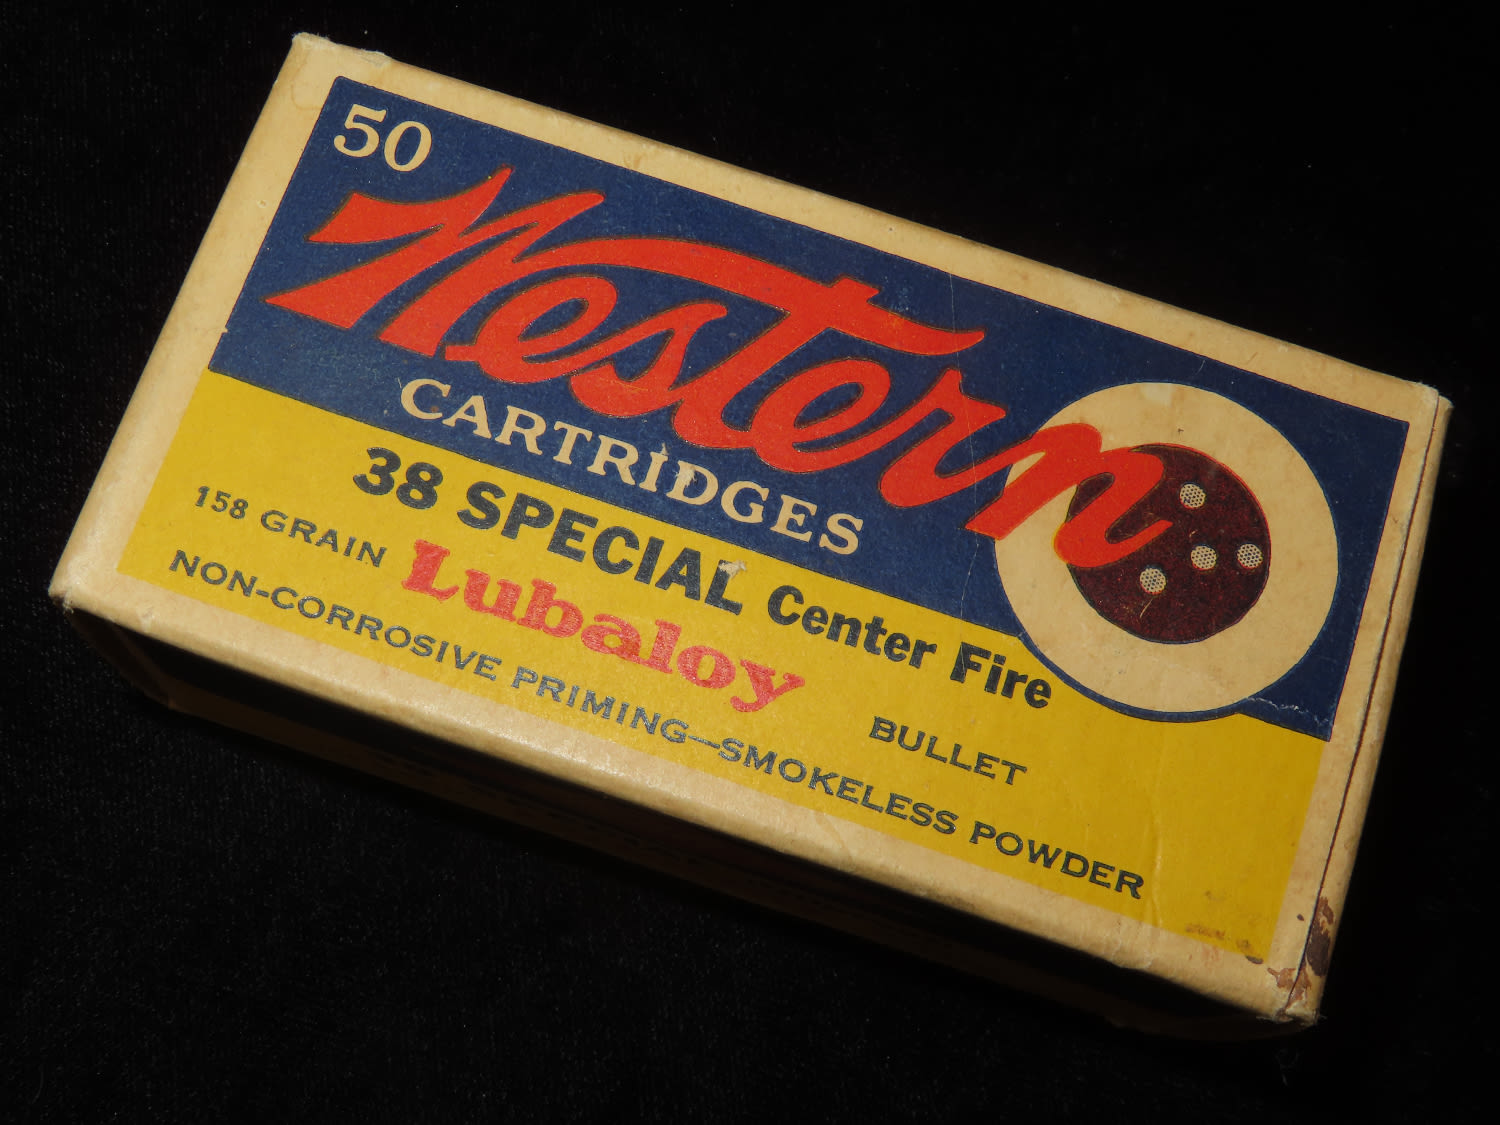 50
Western
CARTRIDGES
38 SPECIAL Center Fire
158 GRAIN Lubaloy BULLET
NON-CORROSIVE PRIMING—SMOKELESS POWDER